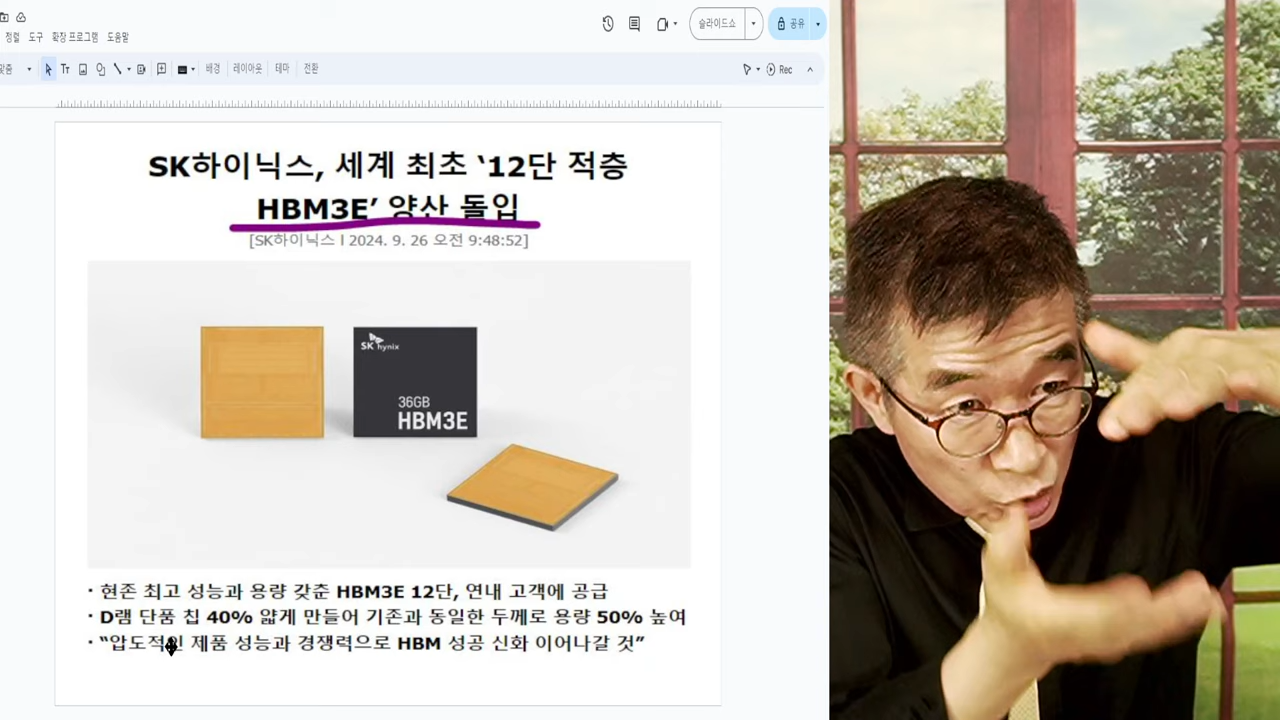 정렬 도구 확장 프로그램 도움말
슬라이드쇼
공유
배경 레이아웃 테마 전환
Rec
SK하이닉스, 세계 최초 ‘12단 적층
HBM3E’ 양산 돌입
[SK하이닉스 l 2024. 9. 26 오전 9:48:52]
SK hynix
36GB
HBM3E
· 현존 최고 성능과 용량 갖춘 HBM3E 12단, 연내 고객에 공급
· D램 단품 칩 40% 얇게 만들어 기존과 동일한 두께로 용량 50% 높여
· “압도적인 제품 성능과 경쟁력으로 HBM 성공 신화 이어나갈 것”